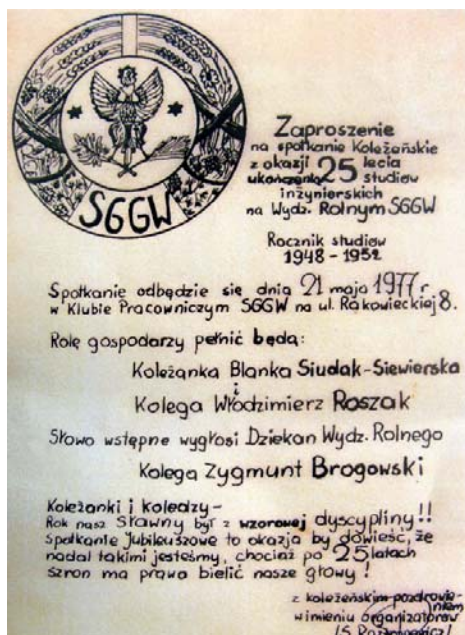 SGGW
Zaproszenie
na spotkanie Koleżeńskie
z okazji 25 lecia
ukończenia studiów
inżynierskich
na Wydz. Rolnym SGGW
Rocznik studiów
1948 - 1952
Spotkanie odbędzie się dnia 21 maja 1977 r
w Klubie Pracowniczym SGGW na ul. Rakowieckiej 8.
Rolę gospodarzy pełnić będą:
Koleżanka Blanka Siudak-Siewierska
i
Kolega Włodzimierz Roszak
Słowo wstępne wygłosi Dziekan Wydz. Rolnego
Kolega Zygmunt Brogowski
Koleżanki i koledzy -
Rok nasz sławny był z wzorowej dyscypliny!!
Spotkanie Jubileuszowe to okazja by dowieść, że
nadal takimi jesteśmy, chociaż po 25 latach
szron ma prawo bielić nasze głowy!
z koleżeńskim pozdrowie-
niem
w imieniu organizatorów